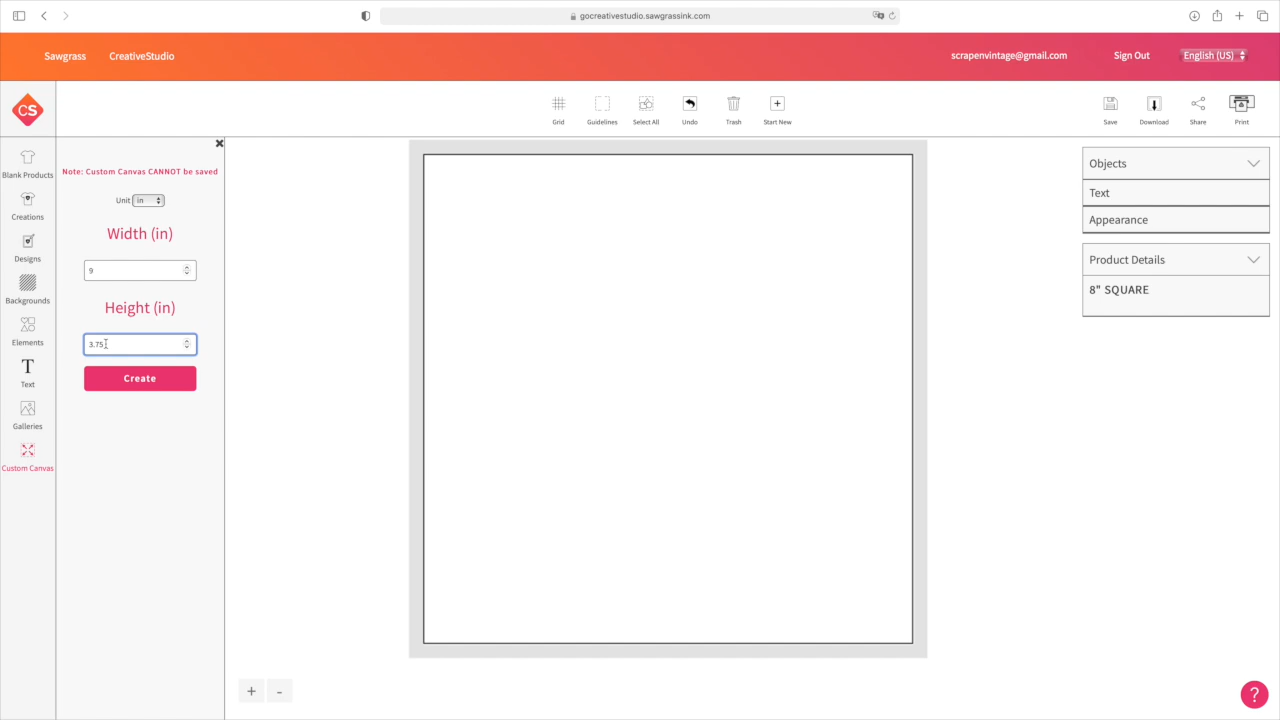 gocreativestudio.sawgrassink.com
Sawgrass
CreativeStudio
scrapenvintage@gmail.com
Sign Out
English (US)
CS
Grid
Guidelines
Select All
Undo
Trash
Start New
Save
Download
Share
Print
Blank Products
Creations
Designs
Backgrounds
Elements
T
Text
Galleries
Custom Canvas
Note: Custom Canvas CANNOT be saved
Unit in
Width (in)
9
Height (in)
3.75
Create
Objects
Text
Appearance
Product Details
8" SQUARE
+ -
?